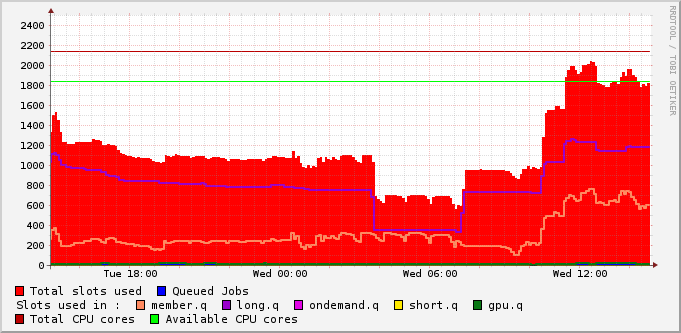 RRDTOOL / TOBI OETIKER
2400
2200
2000
1800
1600
1400
1200
1000
800
600
400
200
0
Tue 18:00 Wed 00:00 Wed 06:00 Wed 12:00
Total slots used Queued Jobs
Slots used in : member.q long.q ondemand.q short.q gpu.q
Total CPU cores Available CPU cores